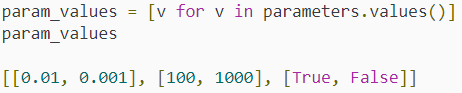 param_values = [v for v in parameters.values()]
param_values
[[0.01, 0.001], [100, 1000], [True, False]]